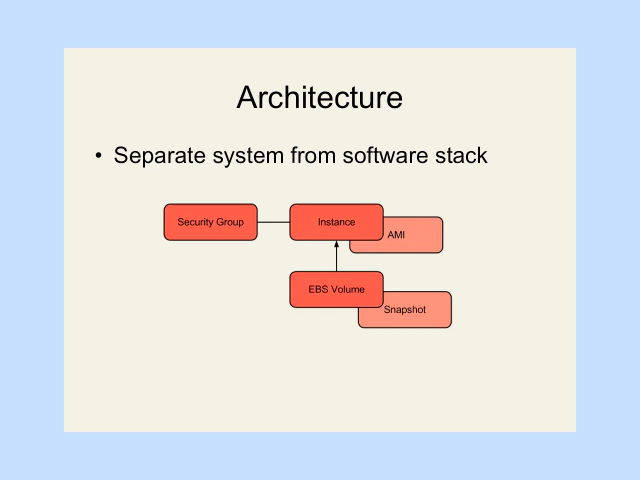 Architecture
• Separate system from software stack
Security Group
Instance
AMI
EBS Volume
Snapshot